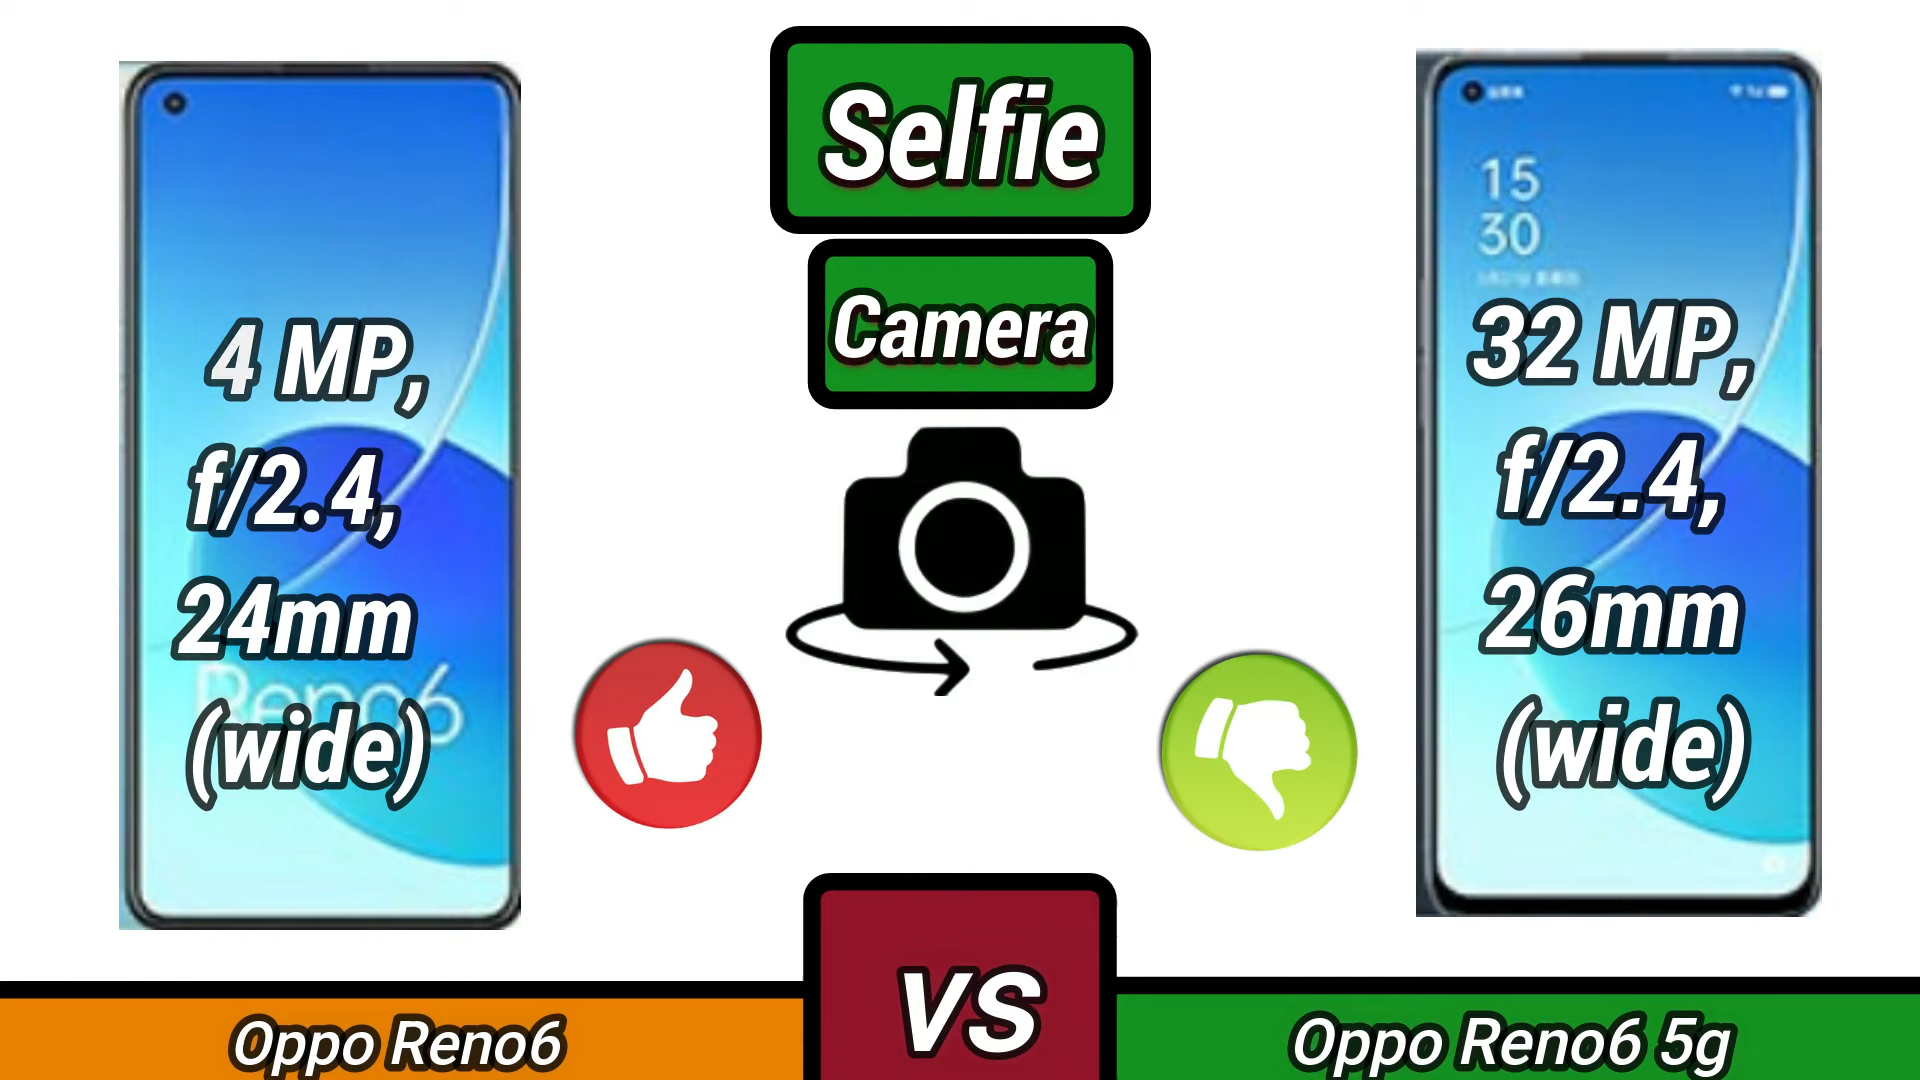 Selfie
Camera
4 MP,
f/2.4,
24mm
(wide)
Reno6
15
30
32 MP,
f/2.4,
26mm
(wide)
VS
Oppo Reno6
Oppo Reno6 5g